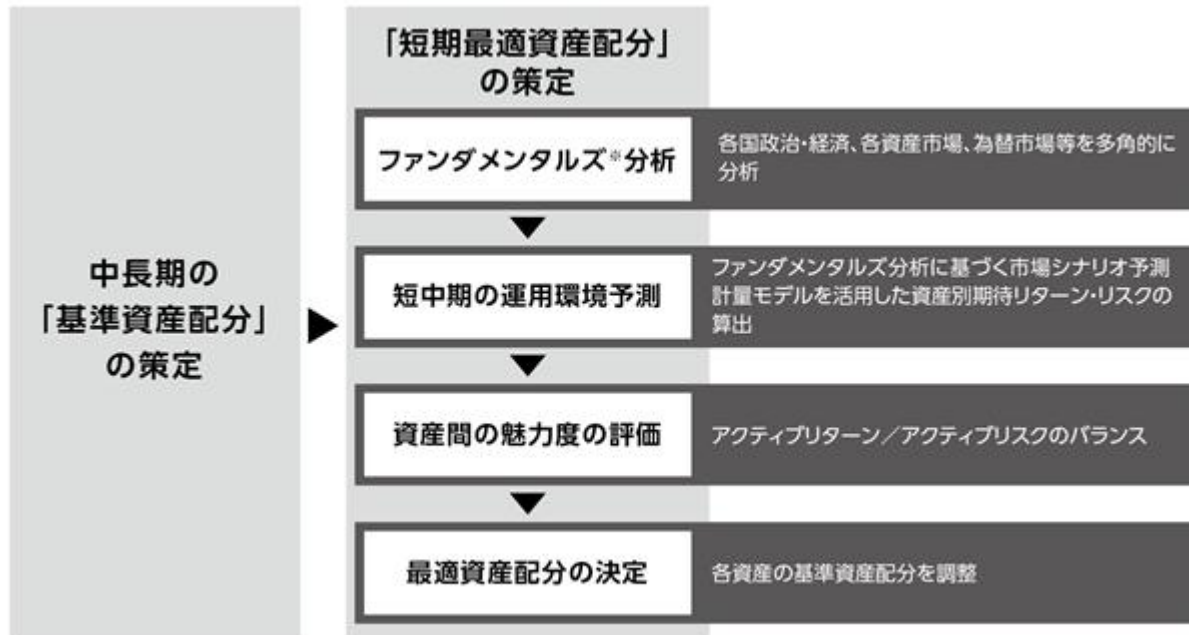 中長期の
「基準資産配分」
の策定
「短期最適資産配分」
の策定
ファンダメンタルズ※分析
各国政治・経済、各資産市場、為替市場等を多角的に
分析
短中期の運用環境予測
ファンダメンタルズ分析に基づく市場シナリオ予測
計量モデルを活用した資産別期待リターン・リスクの
算出
資産間の魅力度の評価
アクティブリターン／アクティブリスクのバランス
最適資産配分の決定
各資産の基準資産配分を調整